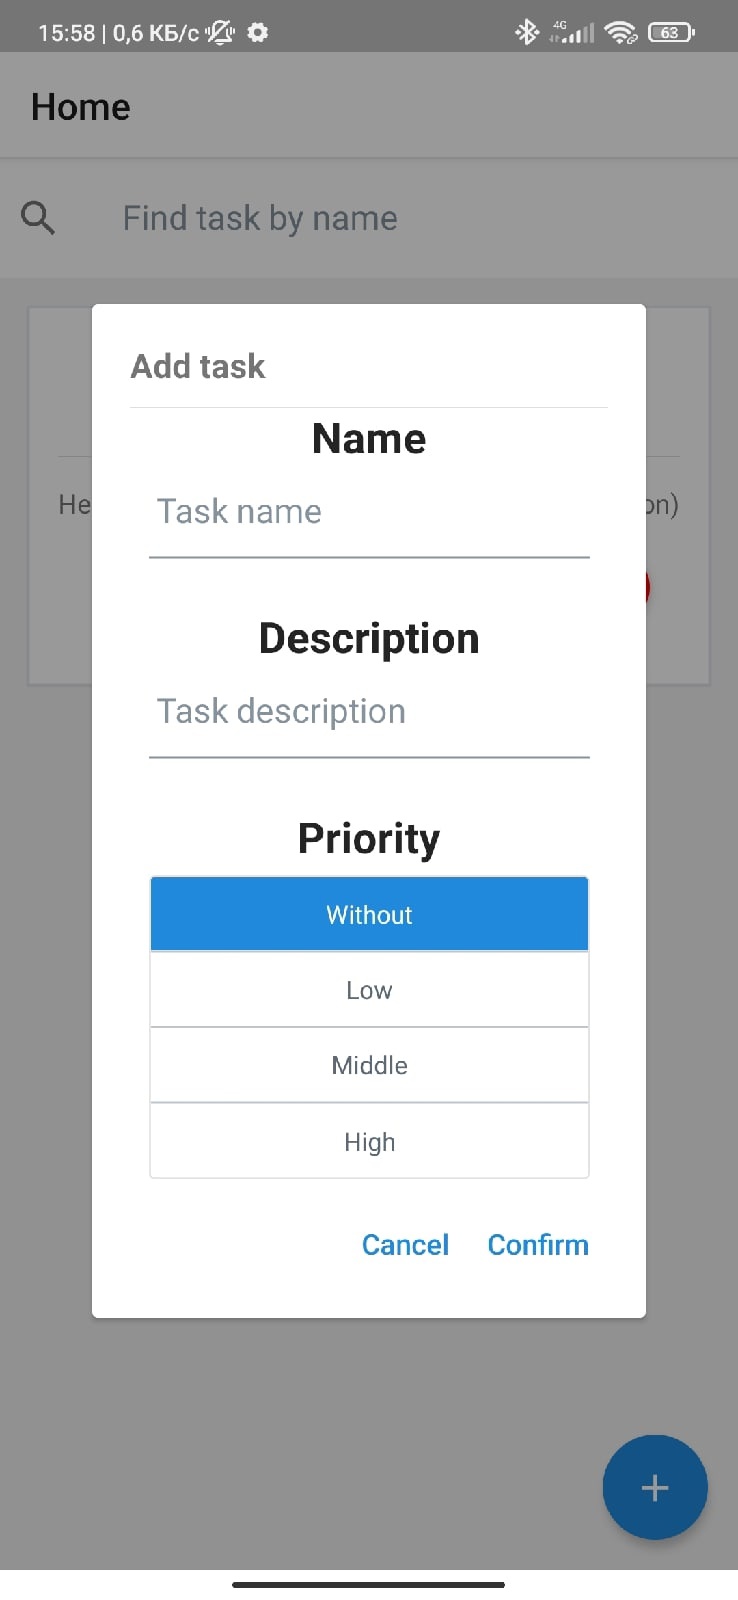 15:58 | 0,6 КБ/с
4G
63
Home
Find task by name
Add task
Name
He
on)
Task name
Description
Task description
Priority
Without
Low
Middle
High
Cancel Confirm
+